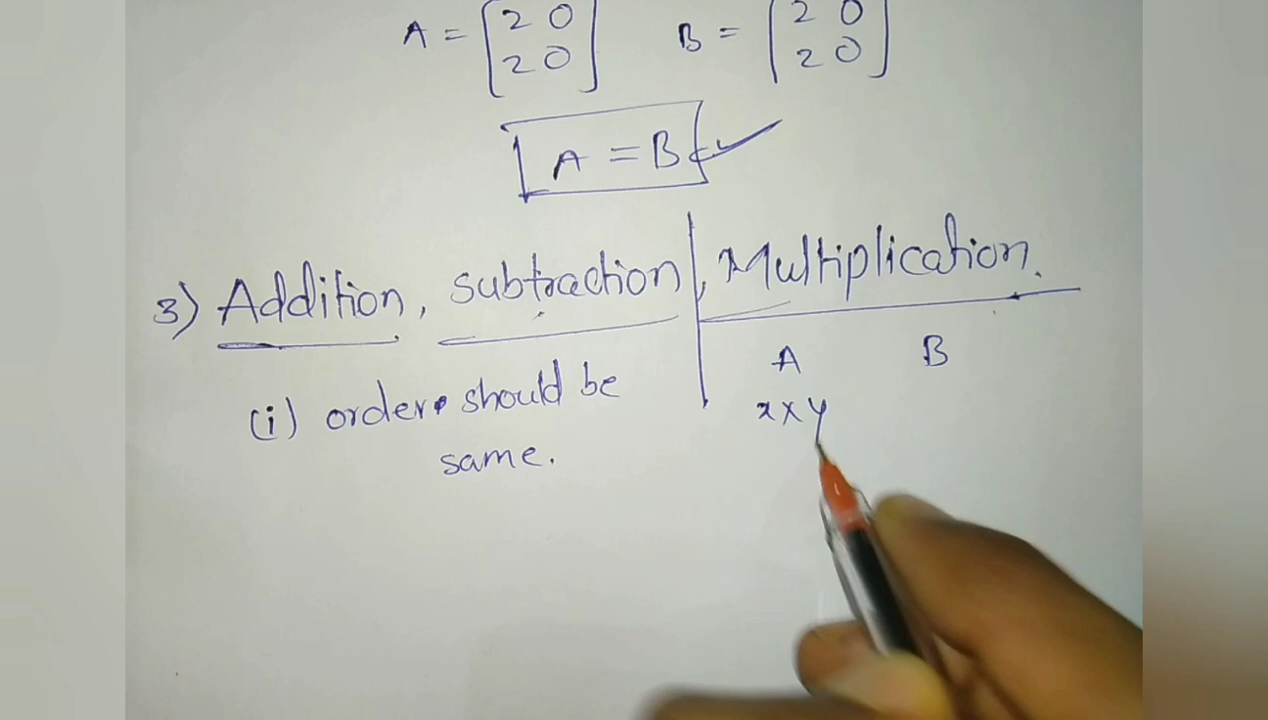 A = [2 0
2 0] B = [2 0
2 0]
A = B ✓
3) Addition, subtraction, Multiplication.
(i) order should be
same.
A B
x×y